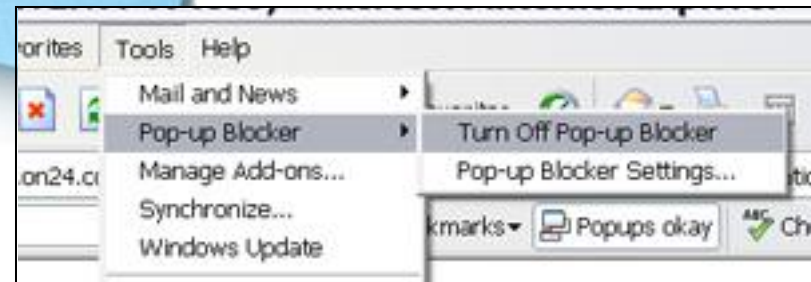 orites Tools Help
Mail and News
Pop-up Blocker
Turn Off Pop-up Blocker
Manage Add-ons...
Pop-up Blocker Settings...
.on24.c
Synchronize...
Windows Update
kmarks
Popups okay
ABC
Ch